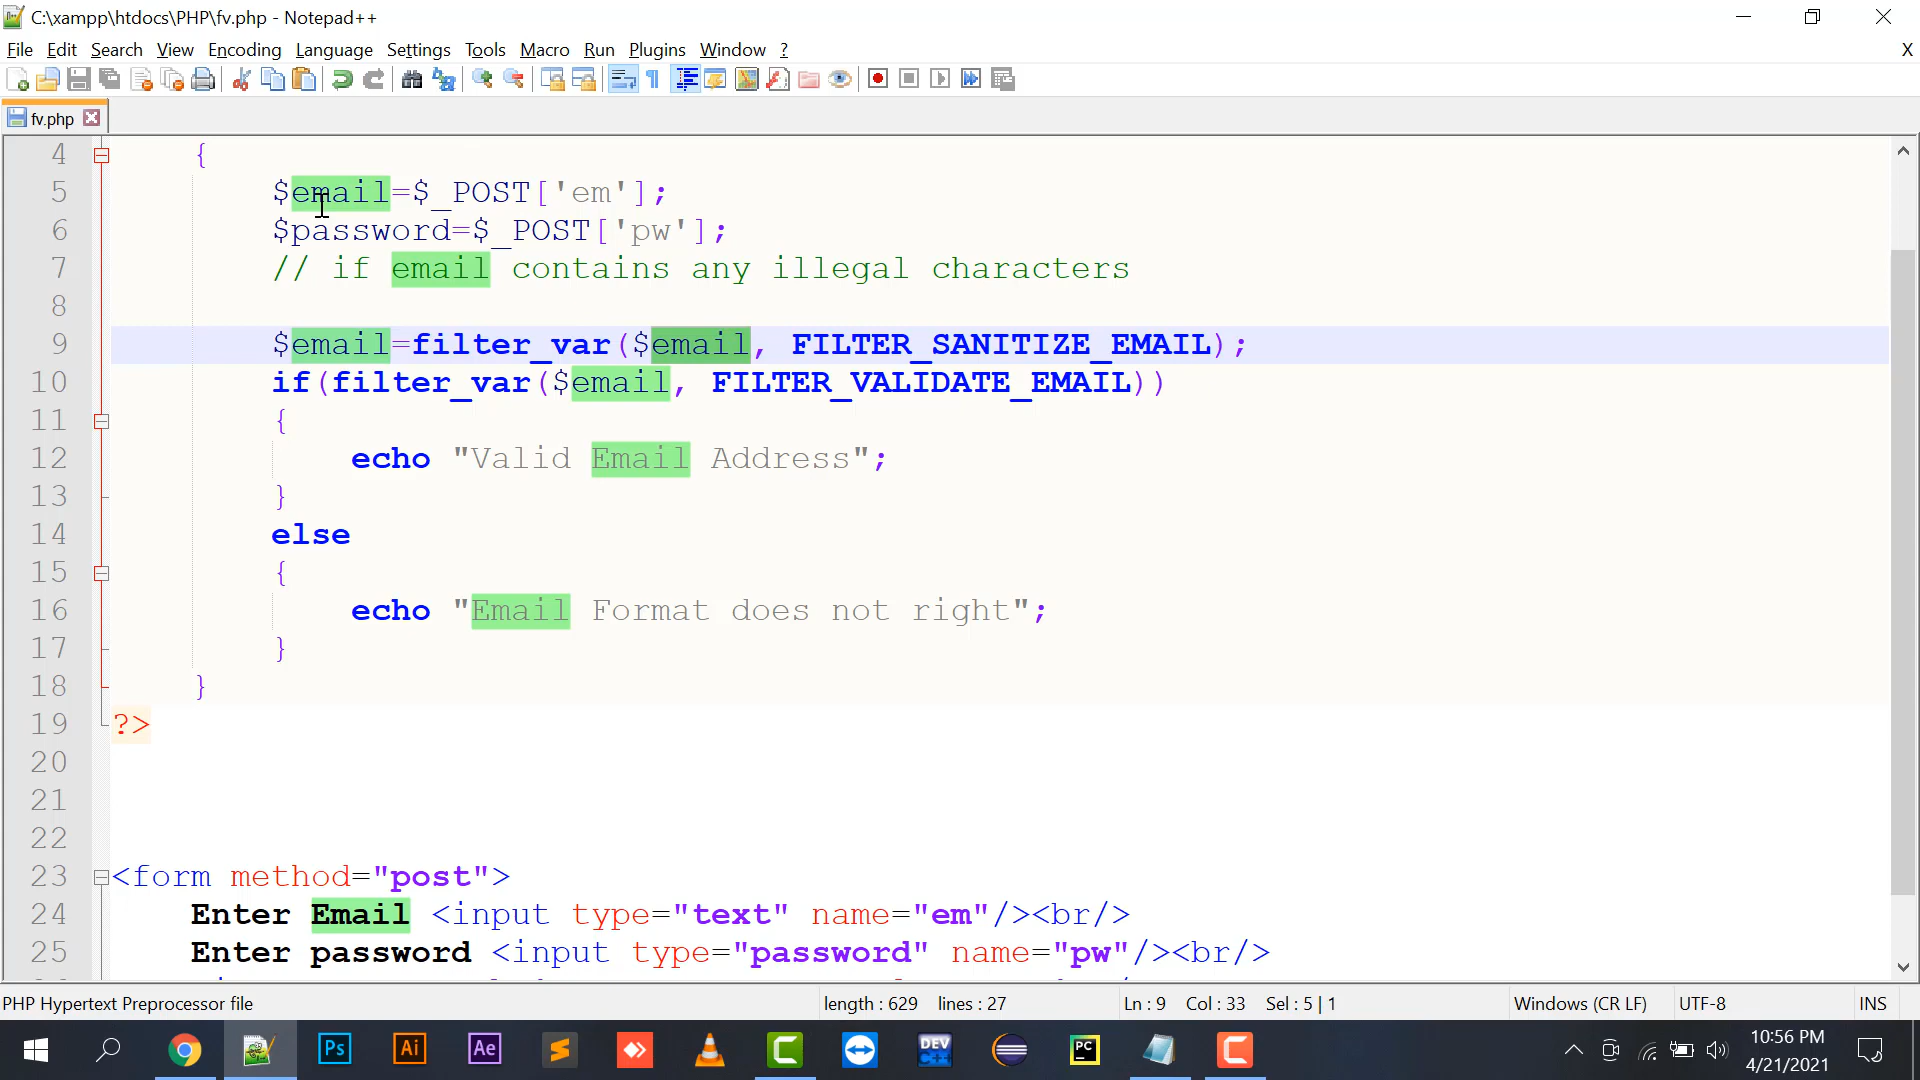 C:\xampp\htdocs\PHP\fv.php - Notepad++
File Edit Search View Encoding Language Settings Tools Macro Run Plugins Window ? X
fv.php
4 {
5 $email=$_POST['em'];
6 $password=$_POST['pw'];
7 // if email contains any illegal characters
8
9 $email=filter_var($email, FILTER_SANITIZE_EMAIL);
10 if(filter_var($email, FILTER_VALIDATE_EMAIL))
11 {
12 echo "Valid Email Address";
13 }
14 else
15 {
16 echo "Email Format does not right";
17 }
18 }
19 ?>
20
21
22
23 <form method="post">
24 Enter Email <input type="text" name="em"/><br/>
25 Enter password <input type="password" name="pw"/><br/>
PHP Hypertext Preprocessor file length : 629 lines : 27 Ln : 9 Col : 33 Sel : 5 | 1 Windows (CR LF) UTF-8 INS
Ps Ai Ae DEV C++ PC
10:56 PM
4/21/2021